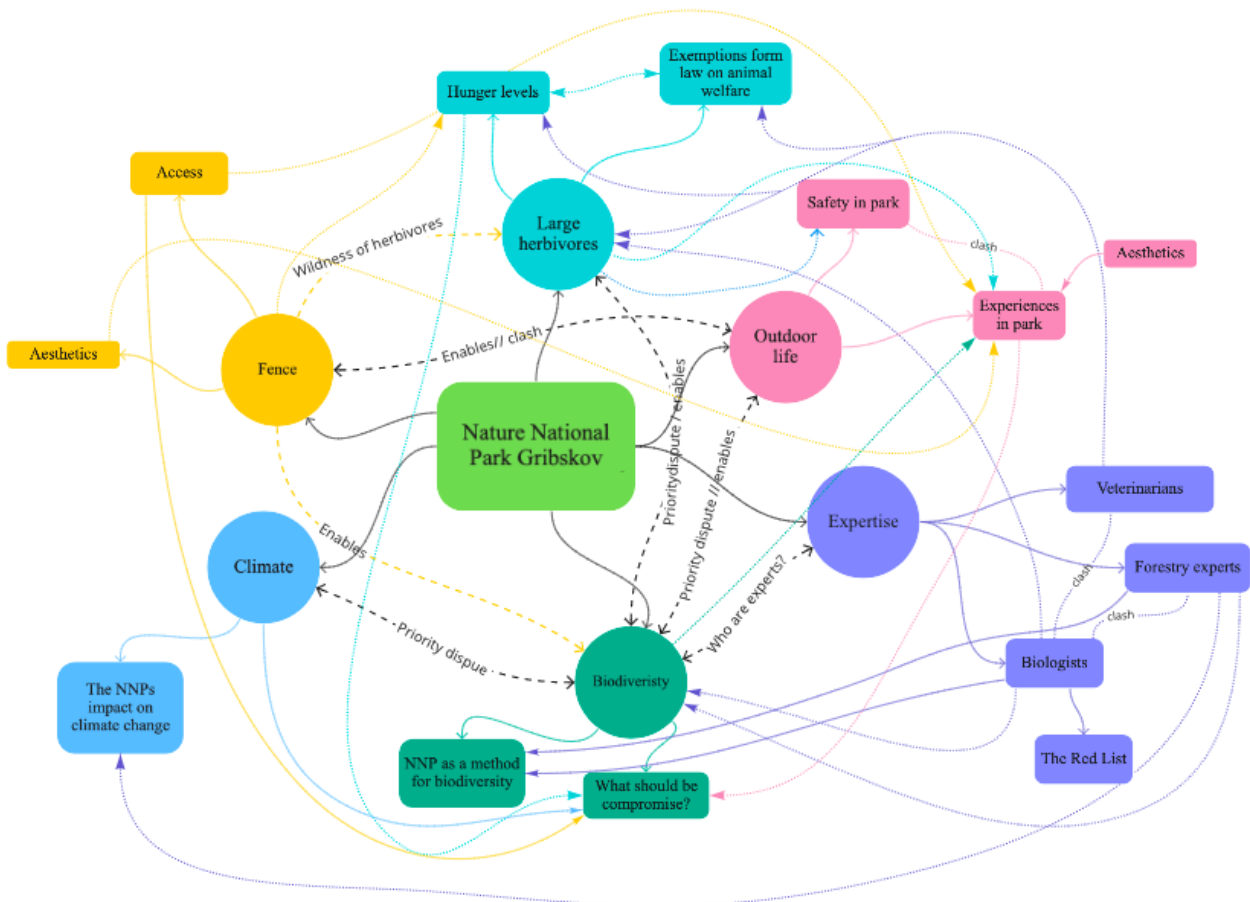 Exemptions form
law on animal
welfare
Hunger levels
Access
Safety in park
Large
herbivores
Wildness of herbivores
clash
Aesthetics
Experiences
in park
Outdoor
life
Enables// clash
Aesthetics
Fence
Prioritydispute / enables
Priority dispute // enables
Nature National
Park Gribskov
Veterinarians
Expertise
Enables
Climate
Forestry experts
clash
clash
Who are experts?
Priority dispue
Biodiveristy
Biologists
The NNPs
impact on
climate change
NNP as a method
for biodiversity
The Red List
What should be
compromise?